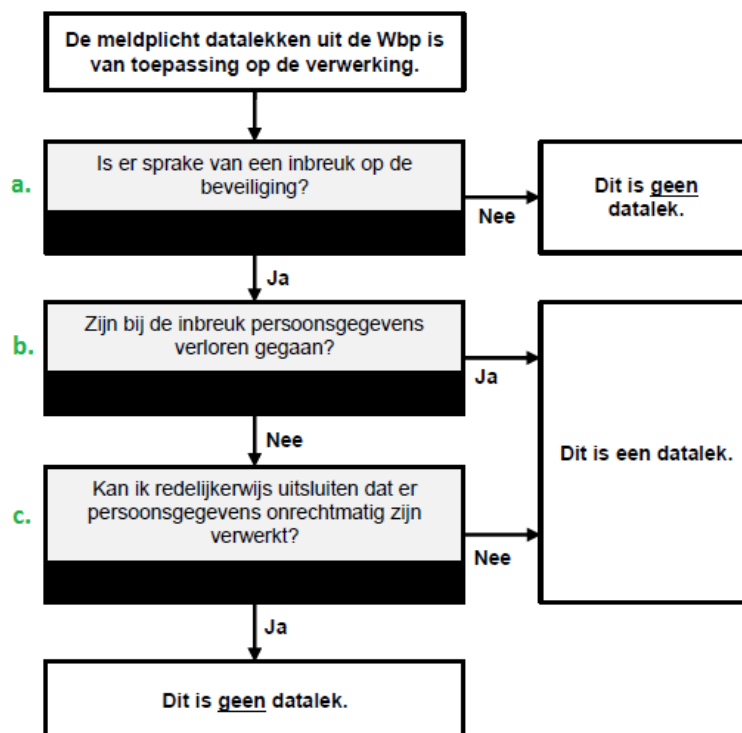 De meldplicht datalekken uit de Wbp is
van toepassing op de verwerking.
a.
Is er sprake van een inbreuk op de
beveiliging?
Nee
Dit is geen
datalek.
Ja
b.
Zijn bij de inbreuk persoonsgegevens
verloren gegaan?
Ja
Dit is een datalek.
Nee
c.
Kan ik redelijkerwijs uitsluiten dat er
persoonsgegevens onrechtmatig zijn
verwerkt?
Nee
Ja
Dit is geen datalek.